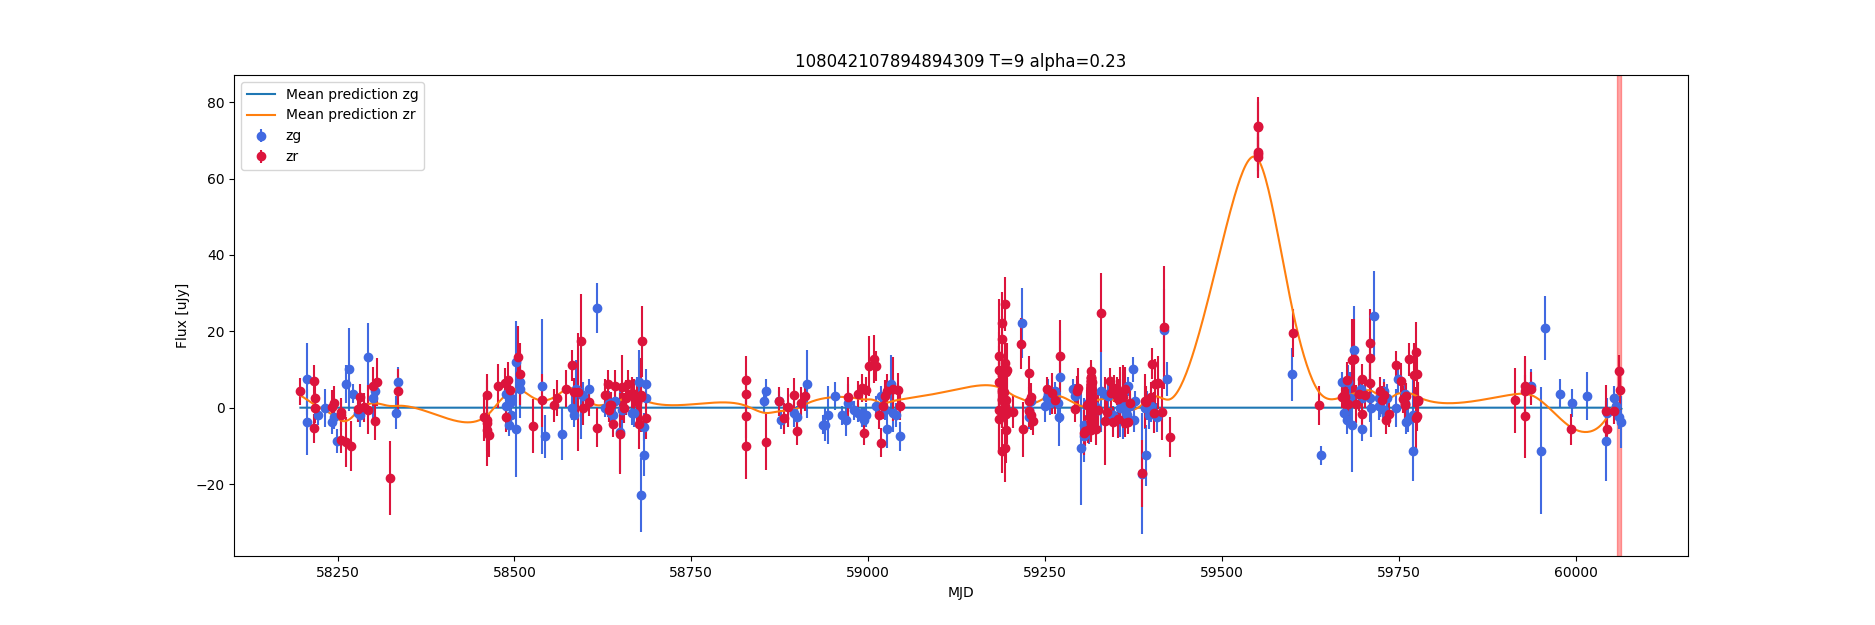 108042107894894309 T=9 alpha=0.23
Mean prediction zg
Mean prediction zr
zg
zr
Flux [uJy]
80
60
40
20
0
−20
58250 58500 58750 59000 59250 59500 59750 60000
MJD